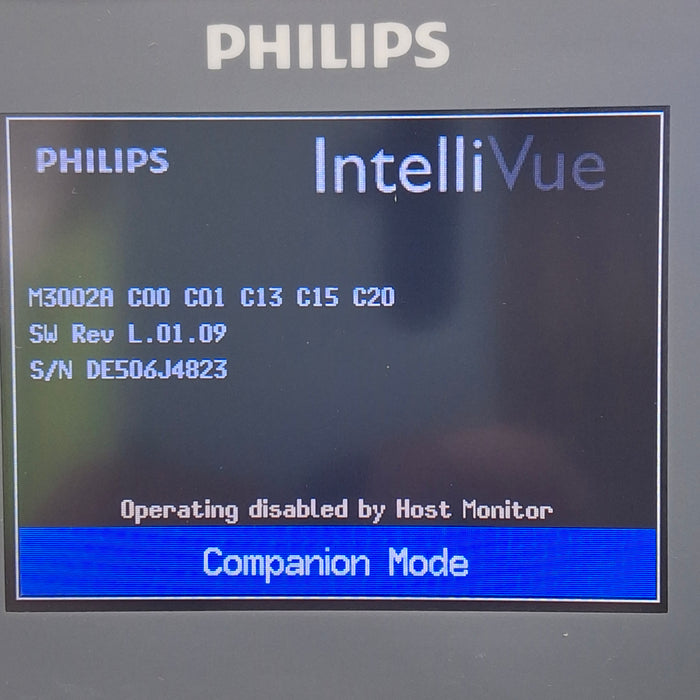 PHILIPS
PHILIPS IntelliVue
M3002A C00 C01 C13 C15 C20
SW Rev L.01.09
S/N DE506J4823
Operating disabled by Host Monitor
Companion Mode